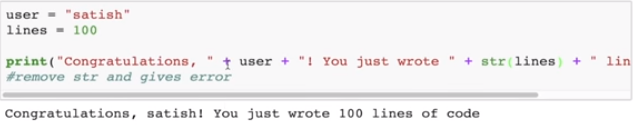 user = "satish"
lines = 100
print("Congratulations, " + user + "! You just wrote " + str(lines) + " lin
#remove str and gives error
Congratulations, satish! You just wrote 100 lines of code